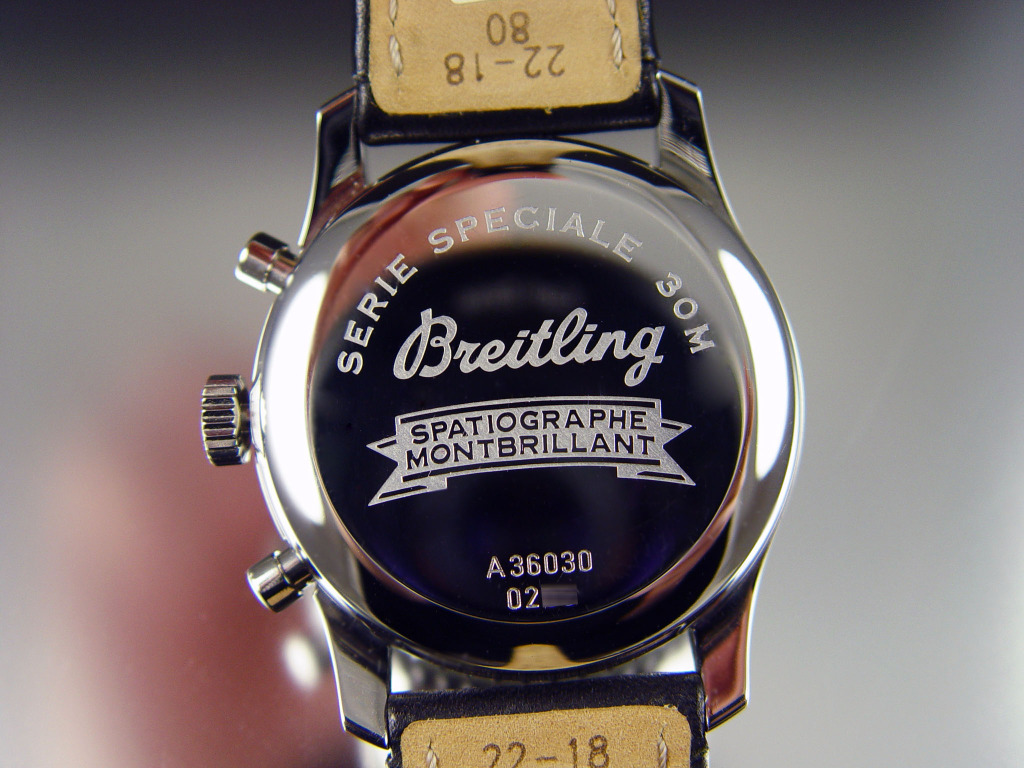 22-18
80
SERIE SPECIALE 30M
Breitling
SPATIOGRAPHE
MONTBRILLANT
A36030
02
22-18